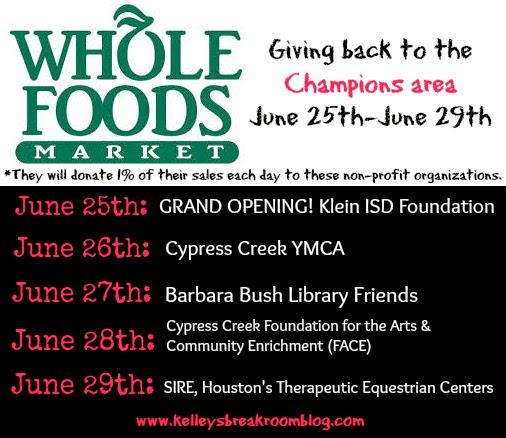 WHOLE
FOODS
MARKET
Giving back to the
Champions area
June 25th-June 29th
*They will donate 1% of their sales each day to these non-profit organizations.
June 25th: GRAND OPENING! Klein ISD Foundation
June 26th: Cypress Creek YMCA
June 27th: Barbara Bush Library Friends
June 28th: Cypress Creek Foundation for the Arts &
Community Enrichment (FACE)
June 29th: SIRE, Houston's Therapeutic Equestrian Centers
www.kelleysbreakroomblog.com